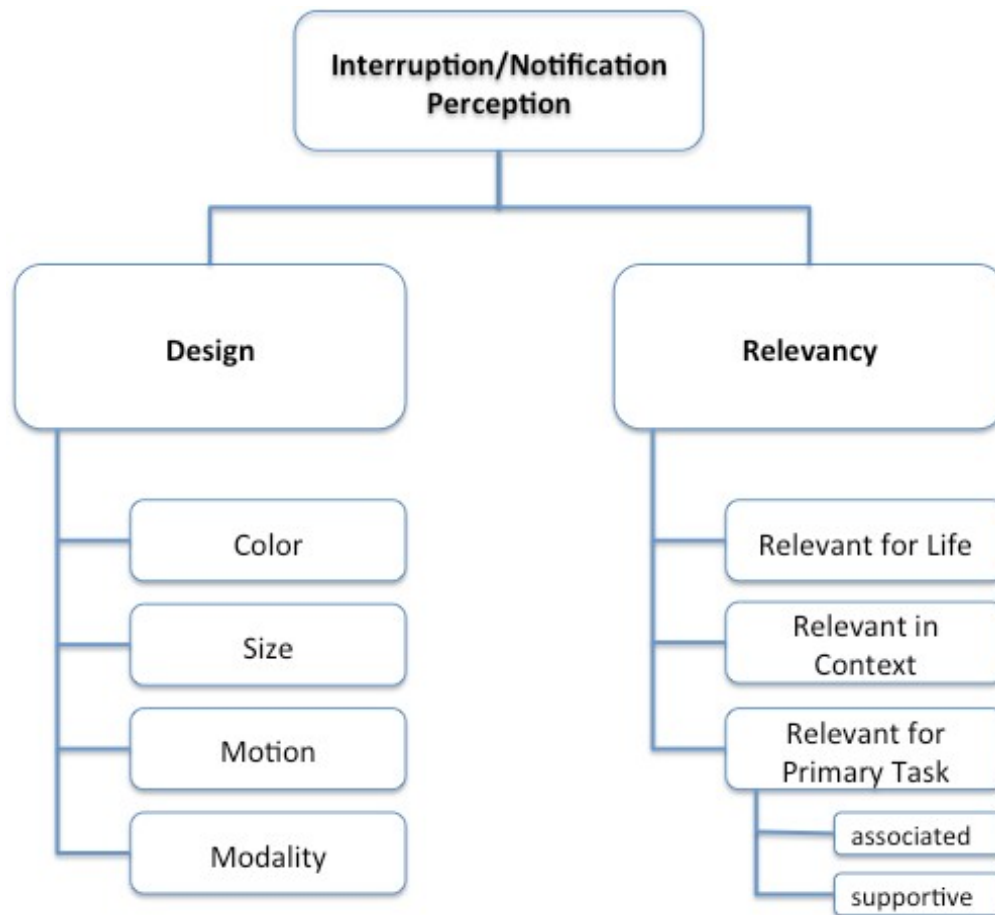 Interruption/Notification
Perception
Design
Color
Size
Motion
Modality
Relevancy
Relevant for Life
Relevant in
Context
Relevant for
Primary Task
associated
supportive